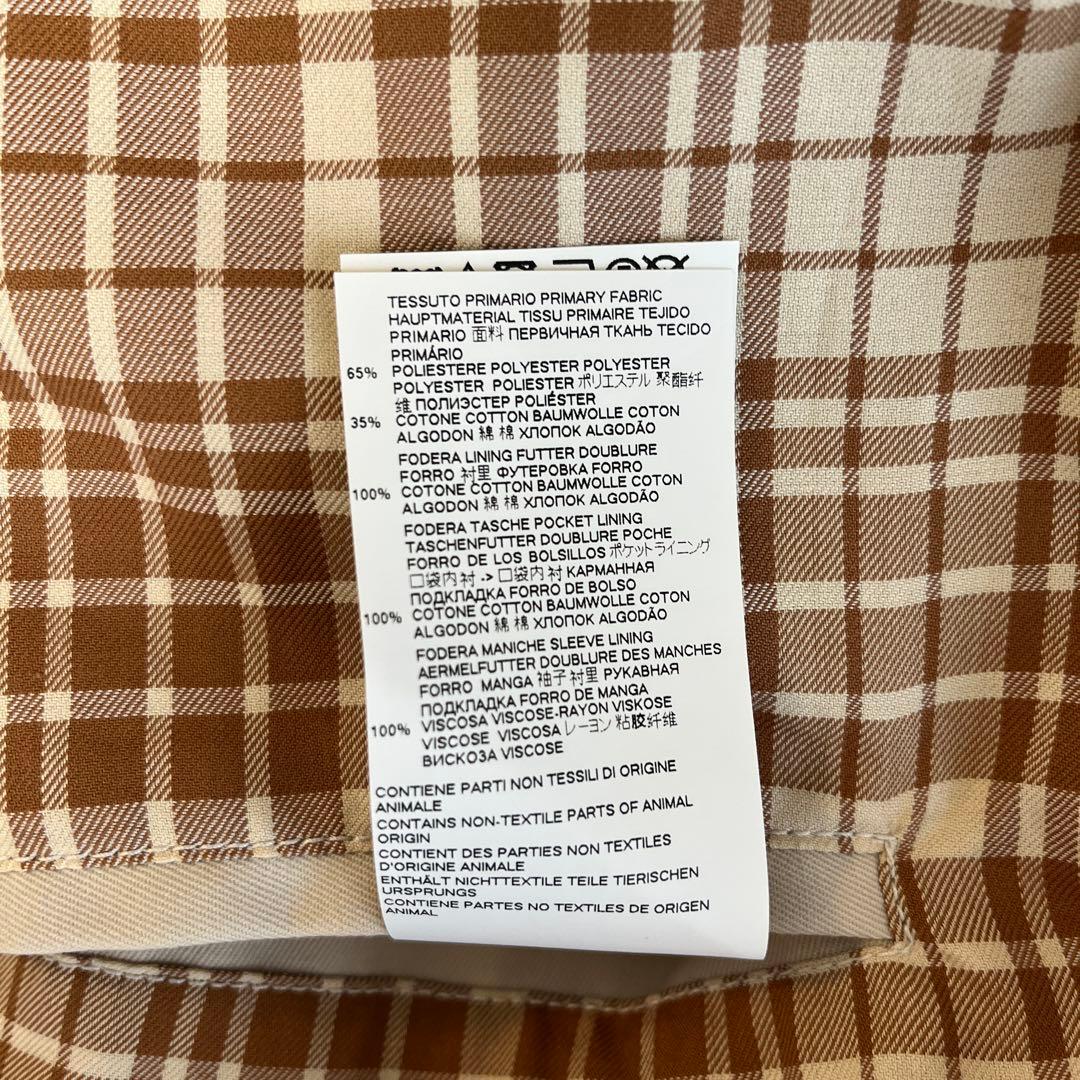 TESSUTO PRIMARIO PRIMARY FABRIC
HAUPTMATERIAL TISSU PRIMAIRE TEJIDO
PRIMARIO 面料 ПЕРВИЧНАЯ ТКАНЬ TECIDO
PRIMÁRIO
65% POLIESTERE POLYESTER POLYESTER
POLYESTER POLIESTER ポリエステル 聚酯纤
维 ПОЛИЭСТЕР POLIÉSTER
35% COTONE COTTON BAUMWOLLE COTON
ALGODON 綿 棉 ХЛОПОК ALGODÃO
FODERA LINING FUTTER DOUBLURE
FORRO 衬里 ФУТЕРОВКА FORRO
100% COTONE COTTON BAUMWOLLE COTON
ALGODON 綿 棉 ХЛОПОК ALGODÃO
FODERA TASCHE POCKET LINING
TASCHENFUTTER DOUBLURE POCHE
FORRO DE LOS BOLSILLOS ポケットライニング
口袋内衬 -> 口袋内衬 КАРМАННАЯ
ПОДКЛАДКА FORRO DE BOLSO
100% COTONE COTTON BAUMWOLLE COTON
ALGODON 綿 棉 ХЛОПОК ALGODÃO
FODERA MANICHE SLEEVE LINING
AERMELFUTTER DOUBLURE DES MANCHES
FORRO MANGA 袖子衬里 РУКАВНАЯ
ПОДКЛАДКА FORRO DE MANGA
100% VISCOSA VISCOSE-RAYON VISKOSE
VISCOSE VISCOSA レーヨン 粘胶纤维
ВИСКОЗА VISCOSE
CONTIENE PARTI NON TESSILI DI ORIGINE
ANIMALE
CONTAINS NON-TEXTILE PARTS OF ANIMAL
ORIGIN
CONTIENT DES PARTIES NON TEXTILES
D'ORIGINE ANIMALE
ENTHÄLT NICHTTEXTILE TEILE TIERISCHEN
URSPRUNGS
CONTIENE PARTES NO TEXTILES DE ORIGEN
ANIMAL